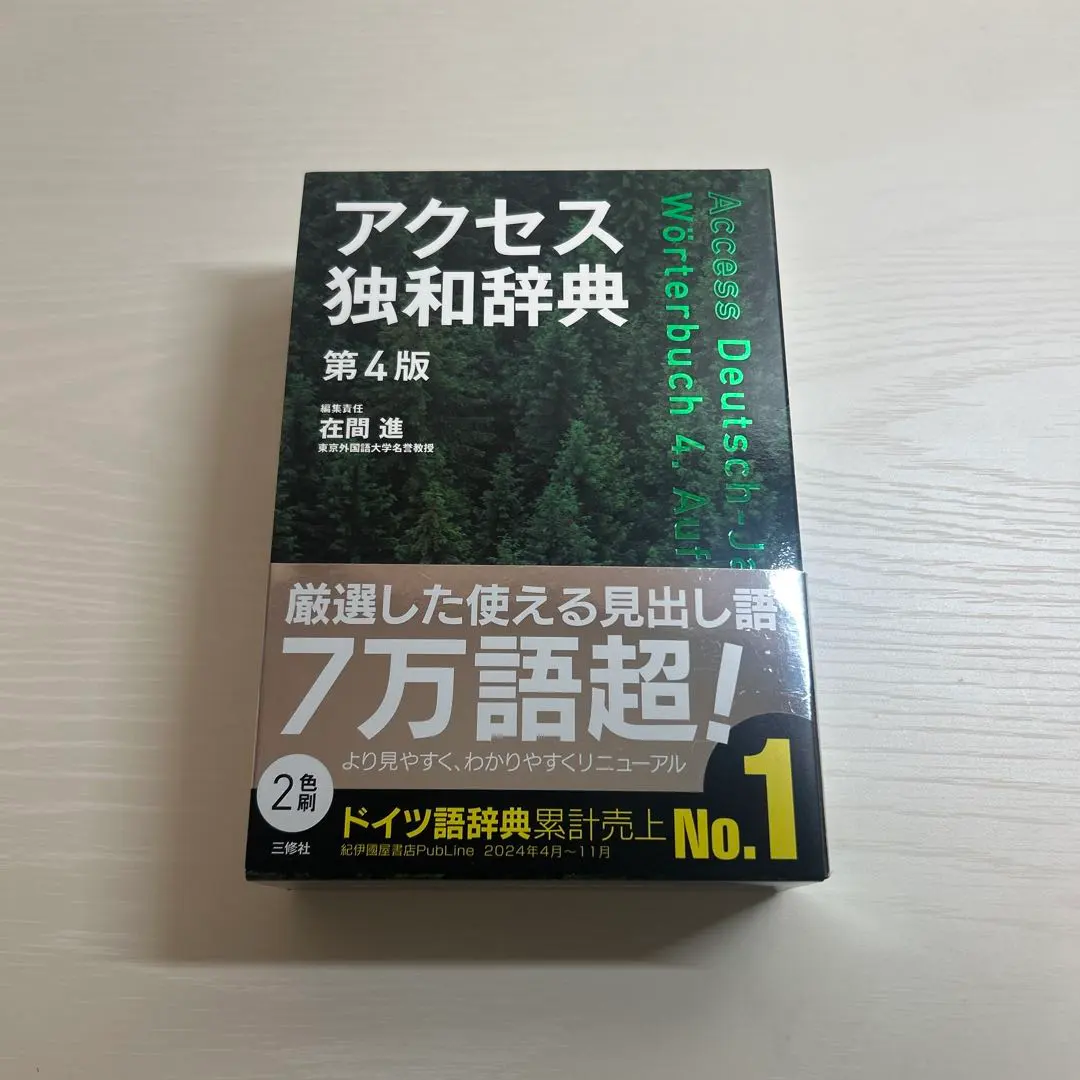 アクセス
独和辞典
第4版
編集責任
在間 進
東京外国語大学名誉教授
Access Deutsch-Ja
Wörterbuch 4. Auf
厳選した使える見出し語
7万語超!
より見やすく、わかりやすくリニューアル
2色刷
三修社
ドイツ語辞典累計売上
No.1
紀伊國屋書店PubLine 2024年4月~11月